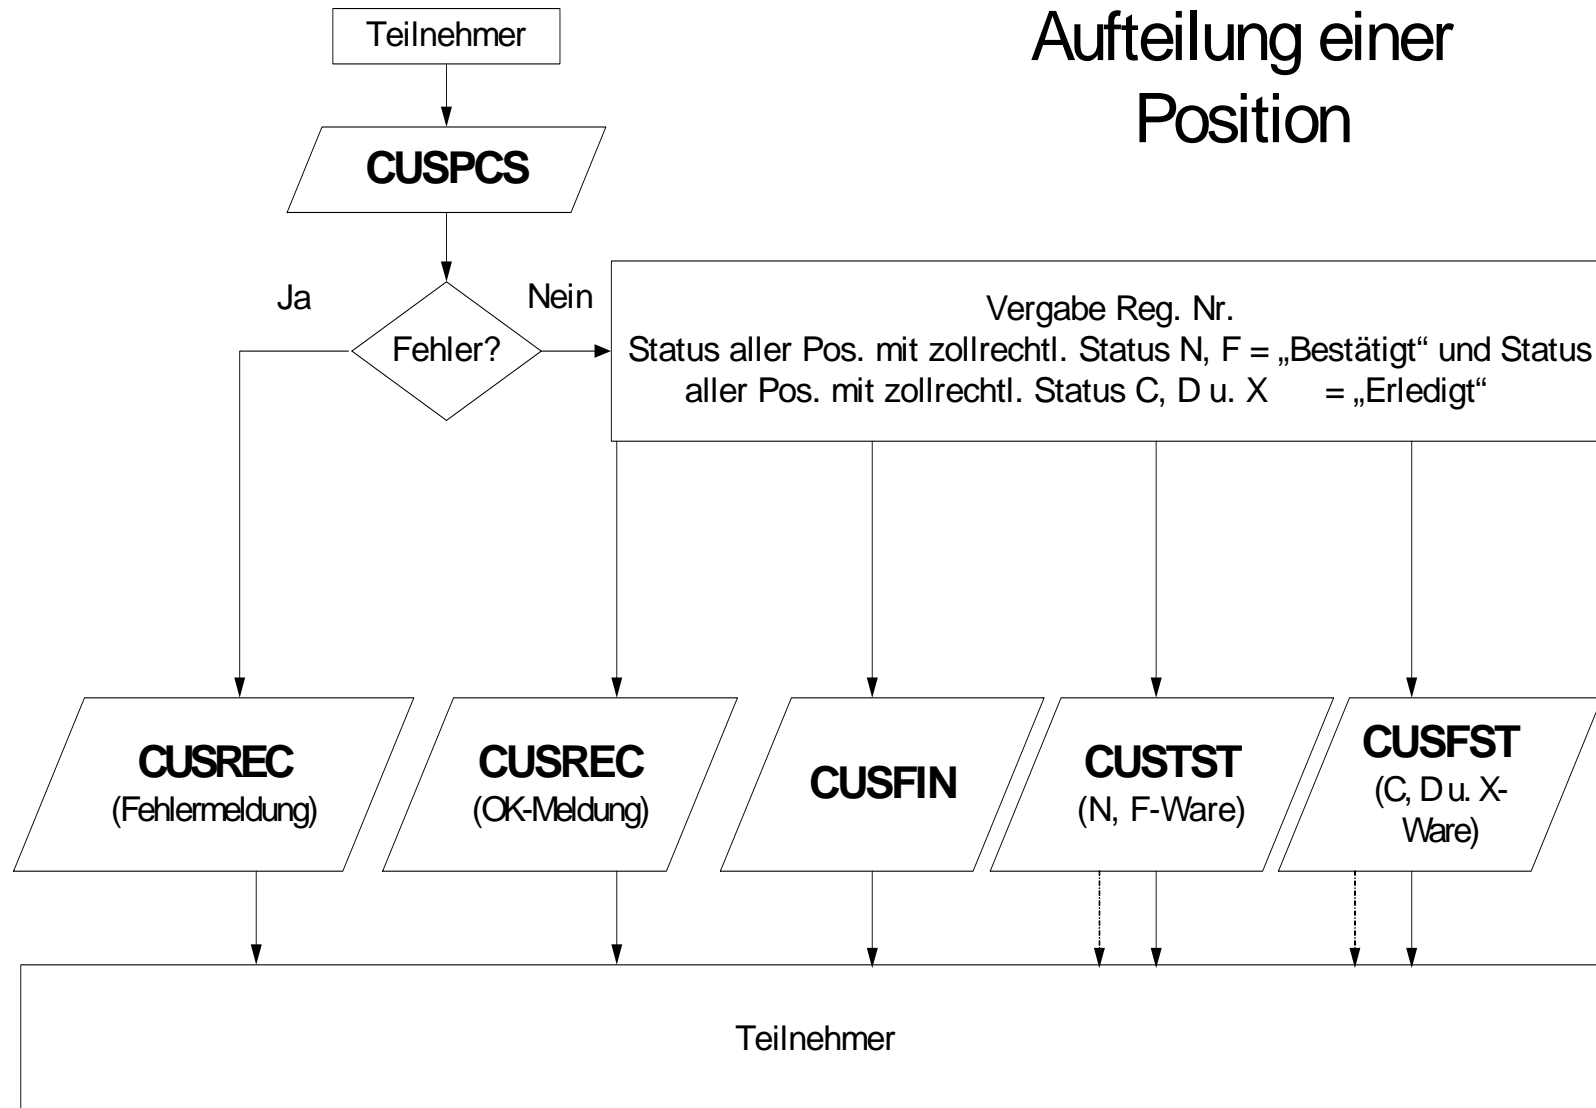 Aufteilung einer
Position
Teilnehmer
CUSPCS
Ja
Nein
Fehler?
Vergabe Reg. Nr.
Status aller Pos. mit zollrechtl. Status N, F = „Bestätigt“ und Status
aller Pos. mit zollrechtl. Status C, D u. X = „Erledigt“
CUSREC
(Fehlermeldung)
CUSREC
(OK-Meldung)
CUSFIN
CUSTST
(N, F-Ware)
CUSFST
(C, D u. X-
Ware)
Teilnehmer